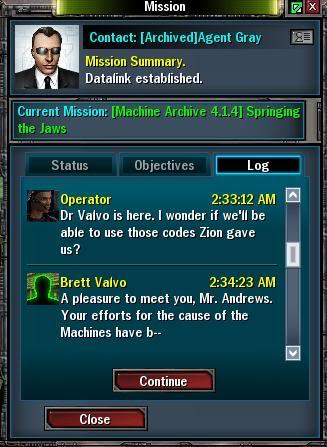 Mission
Contact: [Archived]Agent Gray
Mission Summary.
Datalink established.
Current Mission: [Machine Archive 4.1.4] Springing
the Jaws
Status
Objectives
Log
Operator 2:33:12 AM
Dr Valvo is here. I wonder if we'll be
able to use those codes Zion gave
us?
Brett Valvo 2:34:23 AM
A pleasure to meet you, Mr. Andrews.
Your efforts for the cause of the
Machines have b--
Continue
Close